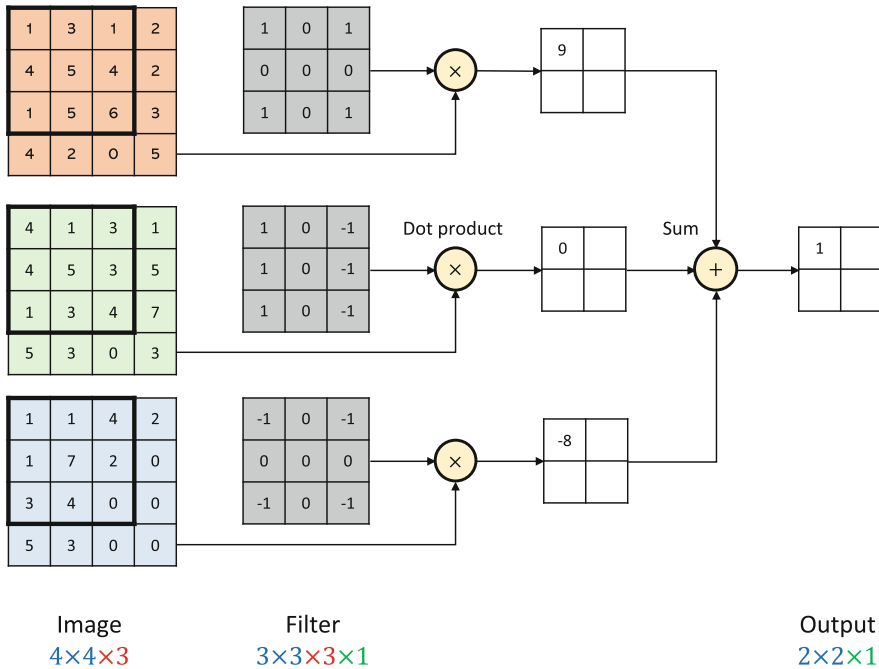 1 3 1 2
4 5 4 2
1 5 6 3
4 2 0 5
1 0 1
0 0 0
1 0 1
×
9
4 1 3 1
4 5 3 5
1 3 4 7
5 3 0 3
1 0 -1
1 0 -1
1 0 -1
Dot product
×
0
Sum
+
1
1 1 4 2
1 7 2 0
3 4 0 0
5 3 0 0
-1 0 -1
0 0 0
-1 0 -1
×
-8
Image
4×4×3
Filter
3×3×3×1
Output
2×2×1